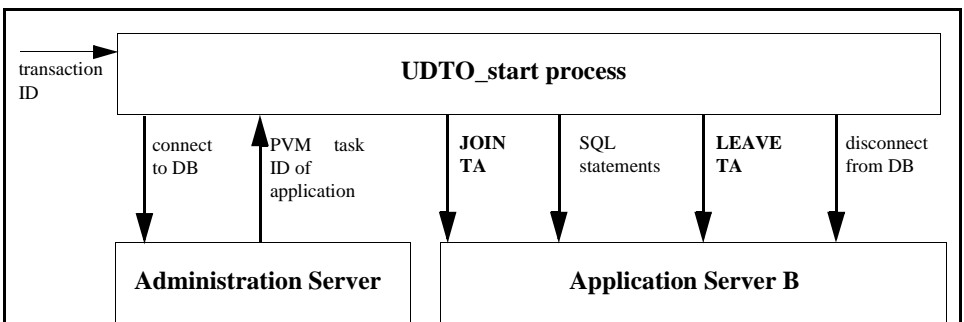 transaction
ID
UDTO_start process
connect
to DB
PVM task
ID of
application
JOIN
TA
SQL
statements
LEAVE
TA
disconnect
from DB
Administration Server
Application Server B